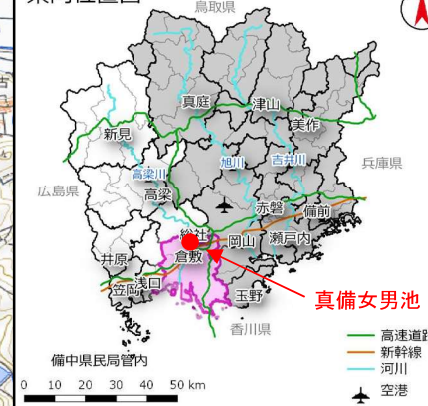 鳥取県
真庭
津山
美作
新見
高梁川
旭川
吉井川
兵庫県
広島県
高梁
赤磐
備前
総社
岡山
瀬戸内
井原
倉敷
笠岡
浅口
玉野
真備女男池
香川県
備中県民局管内
高速道路
新幹線
河川
空港
0 10 20 30 40 50 km